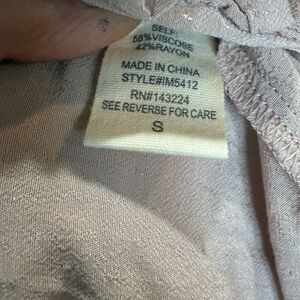 SELF:
58%VISCOSE
42%RAYON
MADE IN CHINA
STYLE#IM5412
RN#143224
SEE REVERSE FOR CARE
S